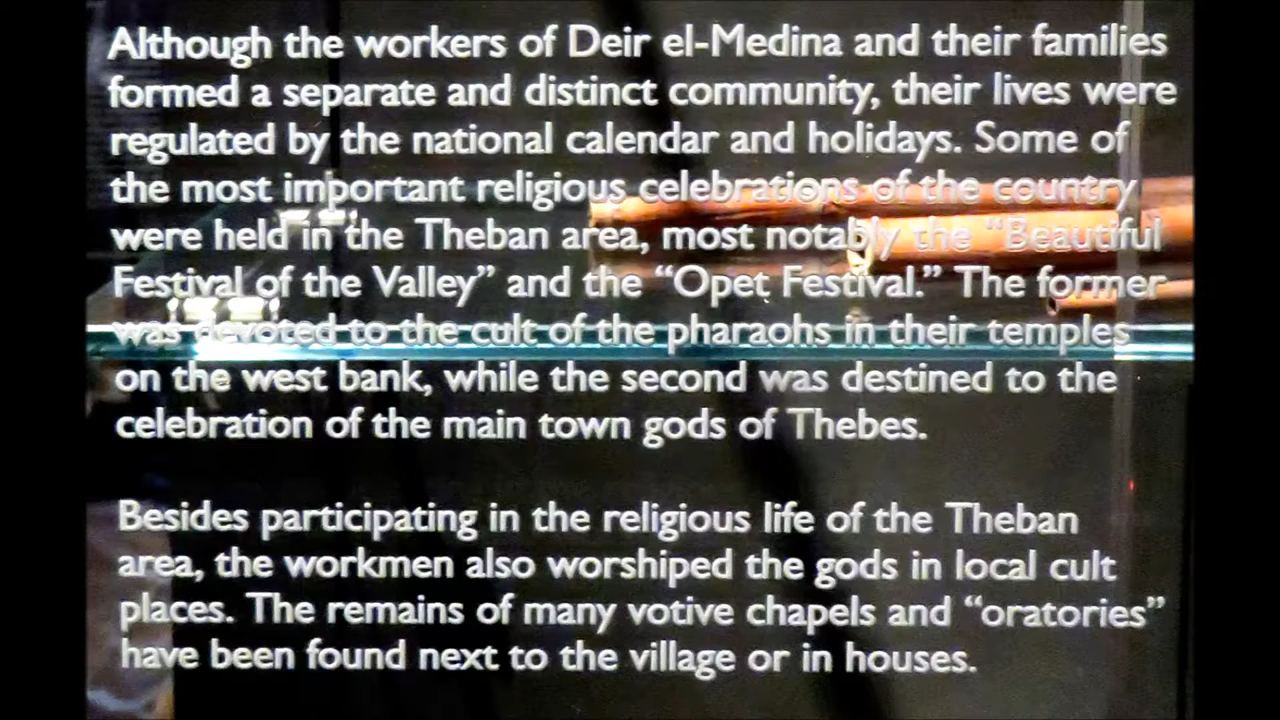 Although the workers of Deir el-Medina and their families
formed a separate and distinct community, their lives were
regulated by the national calendar and holidays. Some of
the most important religious celebrations of the country
were held in the Theban area, most notably the “Beautiful
Festival of the Valley” and the “Opet Festival.” The former
was devoted to the cult of the pharaohs in their temples
on the west bank, while the second was destined to the
celebration of the main town gods of Thebes.
Besides participating in the religious life of the Theban
area, the workmen also worshiped the gods in local cult
places. The remains of many votive chapels and “oratories”
have been found next to the village or in houses.